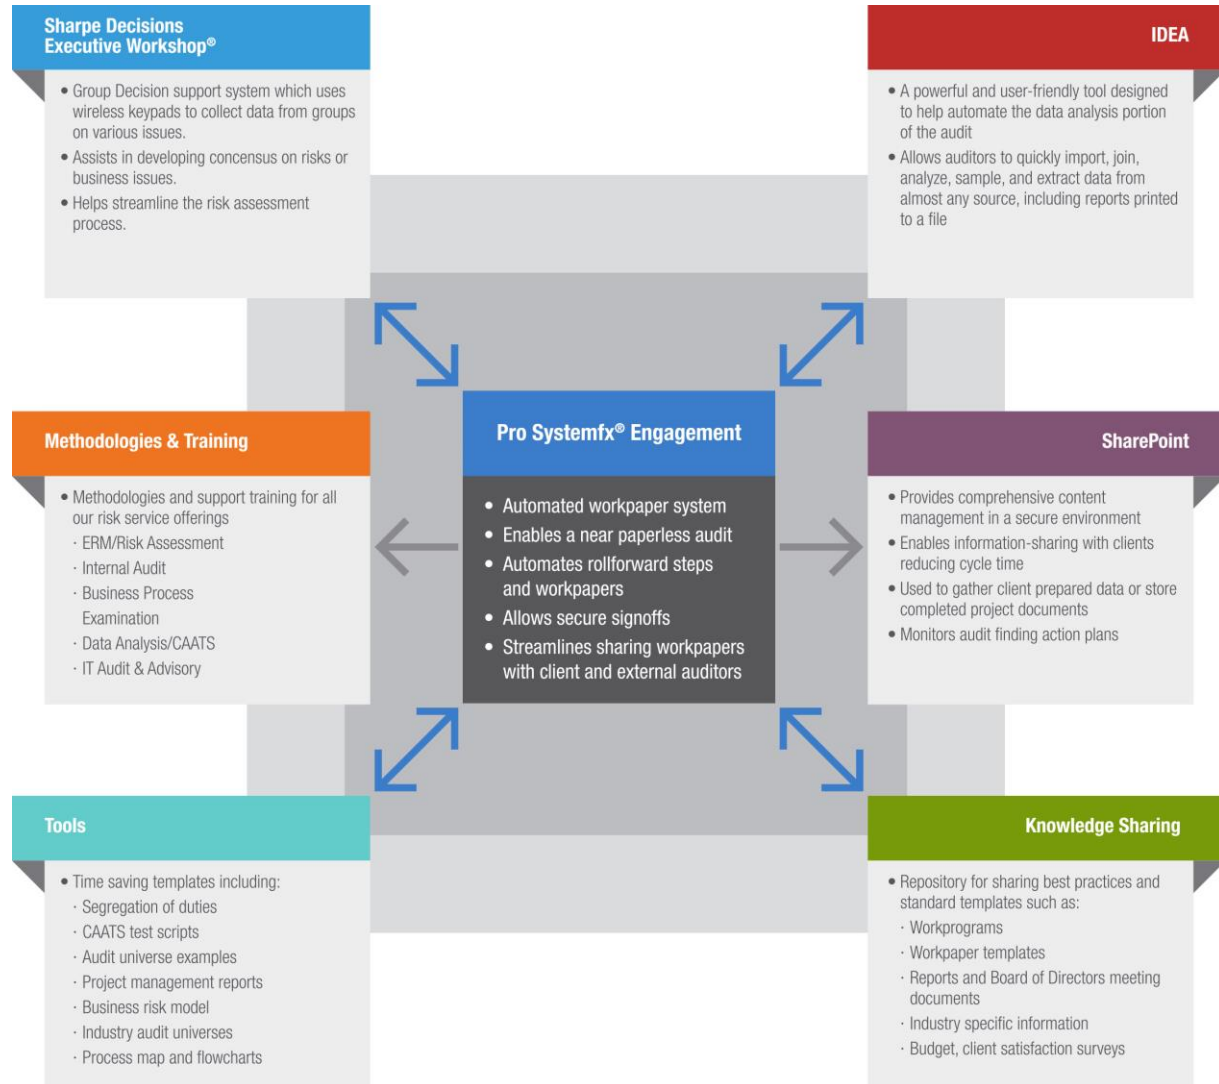 Sharpe Decisions
Executive Workshop®
• Group Decision support system which uses
wireless keypads to collect data from groups
on various issues.
• Assists in developing concensus on risks or
business issues.
• Helps streamline the risk assessment
process.
IDEA
• A powerful and user-friendly tool designed
to help automate the data analysis portion
of the audit
• Allows auditors to quickly import, join,
analyze, sample, and extract data from
almost any source, including reports printed
to a file
Methodologies & Training
• Methodologies and support training for all
our risk service offerings
· ERM/Risk Assessment
· Internal Audit
· Business Process
Examination
· Data Analysis/CAATS
· IT Audit & Advisory
Pro Systemfx® Engagement
• Automated workpaper system
• Enables a near paperless audit
• Automates rollforward steps
and workpapers
• Allows secure signoffs
• Streamlines sharing workpapers
with client and external auditors
SharePoint
• Provides comprehensive content
management in a secure environment
• Enables information-sharing with clients
reducing cycle time
• Used to gather client prepared data or store
completed project documents
• Monitors audit finding action plans
Tools
• Time saving templates including:
· Segregation of duties
· CAATS test scripts
· Audit universe examples
· Project management reports
· Business risk model
· Industry audit universes
· Process map and flowcharts
Knowledge Sharing
• Repository for sharing best practices and
standard templates such as:
· Workprograms
· Workpaper templates
· Reports and Board of Directors meeting
documents
· Industry specific information
· Budget, client satisfaction surveys